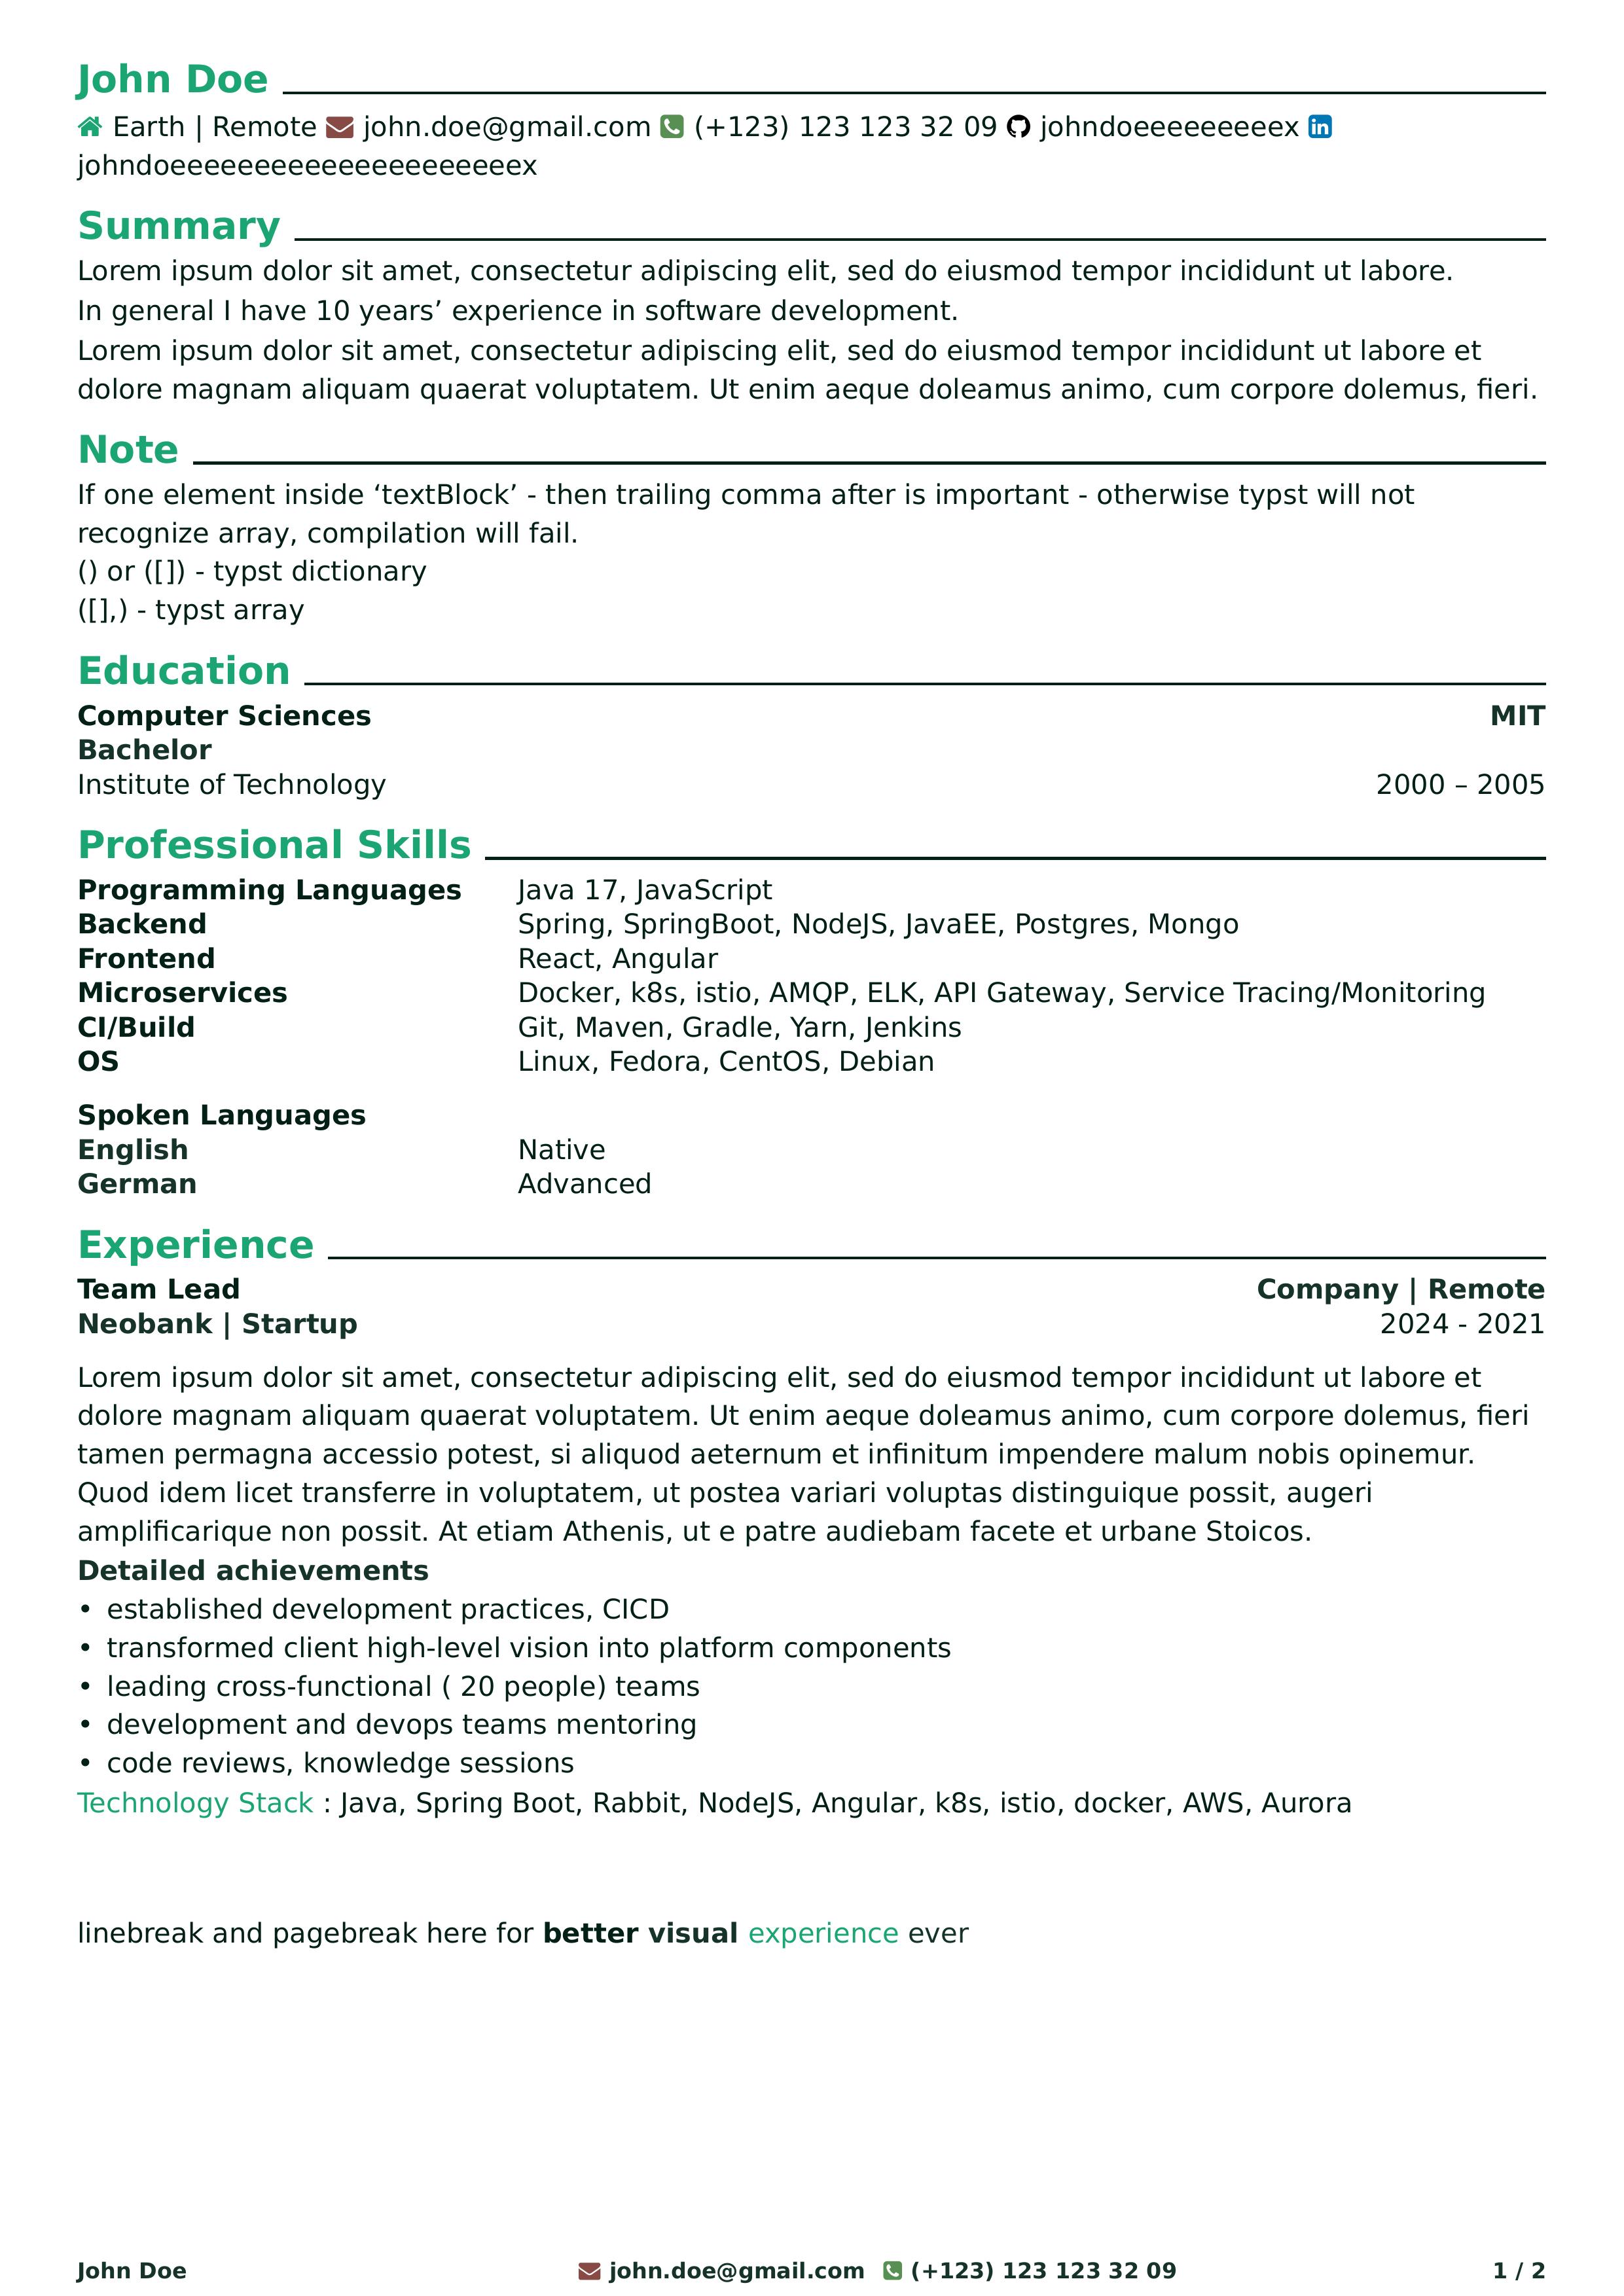 John Doe
Earth | Remote john.doe@gmail.com (+123) 123 123 32 09 johndoeeeeeeeeex in
johndoeeeeeeeeeeeeeeeeeeeeeex
Summary
Lorem ipsum dolor sit amet, consectetur adipiscing elit, sed do eiusmod tempor incididunt ut labore.
In general I have 10 years’ experience in software development.
Lorem ipsum dolor sit amet, consectetur adipiscing elit, sed do eiusmod tempor incididunt ut labore et
dolore magnam aliquam quaerat voluptatem. Ut enim aeque doleamus animo, cum corpore dolemus, fieri.
Note
If one element inside ‘textBlock’ - then trailing comma after is important - otherwise typst will not
recognize array, compilation will fail.
() or ([]) - typst dictionary
([],) - typst array
Education
Computer Sciences MIT
Bachelor
Institute of Technology 2000 – 2005
Professional Skills
Programming Languages Java 17, JavaScript
Backend Spring, SpringBoot, NodeJS, JavaEE, Postgres, Mongo
Frontend React, Angular
Microservices Docker, k8s, istio, AMQP, ELK, API Gateway, Service Tracing/Monitoring
CI/Build Git, Maven, Gradle, Yarn, Jenkins
OS Linux, Fedora, CentOS, Debian
Spoken Languages
English Native
German Advanced
Experience
Team Lead Company | Remote
Neobank | Startup 2024 - 2021
Lorem ipsum dolor sit amet, consectetur adipiscing elit, sed do eiusmod tempor incididunt ut labore et
dolore magnam aliquam quaerat voluptatem. Ut enim aeque doleamus animo, cum corpore dolemus, fieri
tamen permagna accessio potest, si aliquod aeternum et infinitum impendere malum nobis opinemur.
Quod idem licet transferre in voluptatem, ut postea variari voluptas distinguique possit, augeri
amplificarique non possit. At etiam Athenis, ut e patre audiebam facete et urbane Stoicos.
Detailed achievements
• established development practices, CICD
• transformed client high-level vision into platform components
• leading cross-functional ( 20 people) teams
• development and devops teams mentoring
• code reviews, knowledge sessions
Technology Stack : Java, Spring Boot, Rabbit, NodeJS, Angular, k8s, istio, docker, AWS, Aurora
linebreak and pagebreak here for better visual experience ever
John Doe john.doe@gmail.com (+123) 123 123 32 09 1 / 2